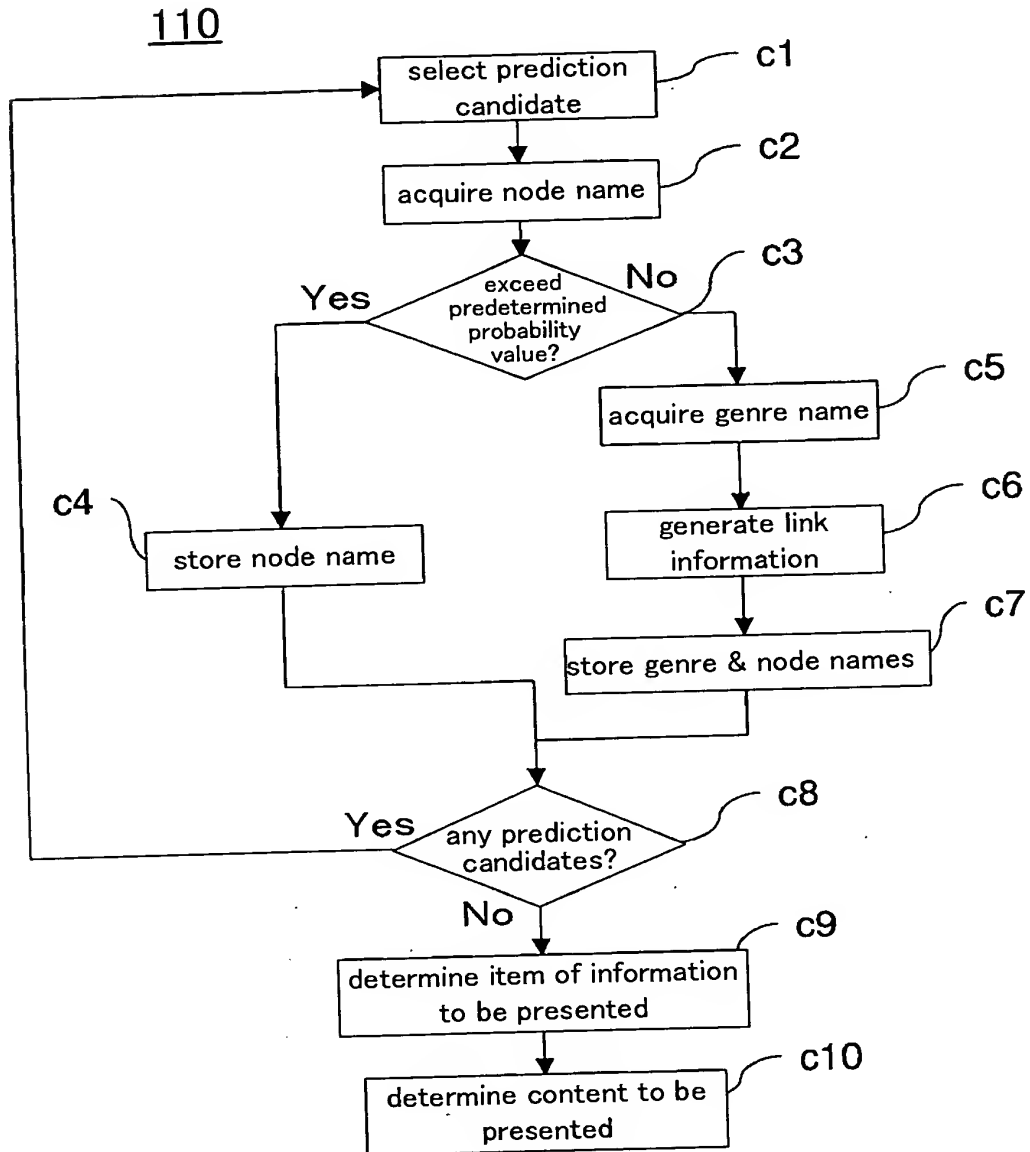 110
select prediction
candidate
c1
acquire node name
c2
exceed
predetermined
probability
value?
c3
Yes
No
acquire genre name
c5
c4
store node name
generate link
information
c6
store genre & node names
c7
any prediction
candidates?
c8
Yes
No
determine item of information
to be presented
c9
determine content to be
presented
c10